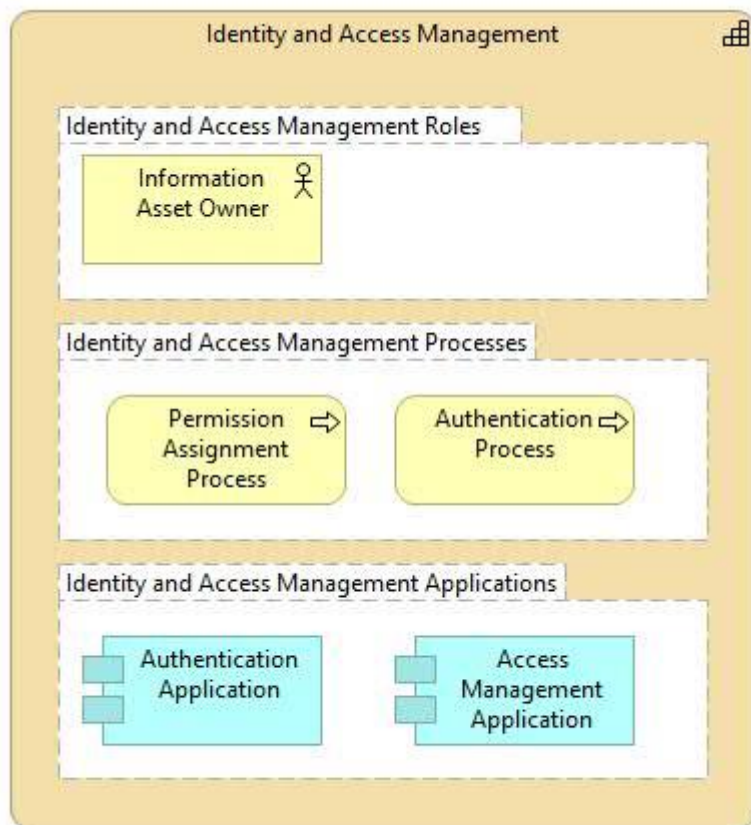 Identity and Access Management
Identity and Access Management Roles
Information
Asset Owner
Identity and Access Management Processes
Permission
Assignment
Process
Authentication
Process
Identity and Access Management Applications
Authentication
Application
Access
Management
Application